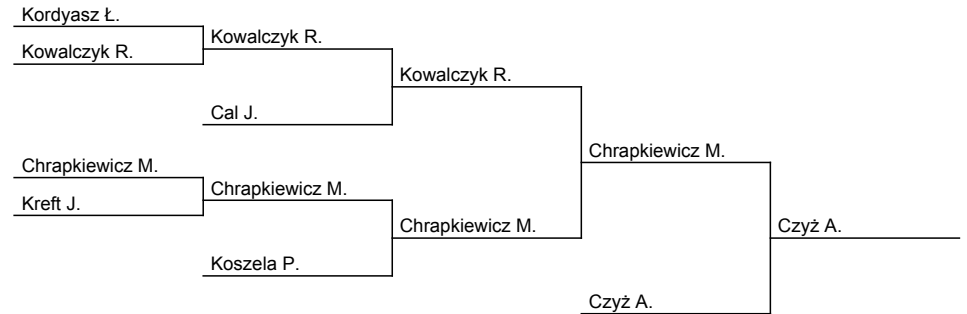 Kordyasz Ł.
Kowalczyk R.
Kowalczyk R.
Kowalczyk R.
Cal J.
Chrapkiewicz M.
Chrapkiewicz M.
Chrapkiewicz M.
Kreft J.
Chrapkiewicz M.
Czyż A.
Koszela P.
Czyż A.